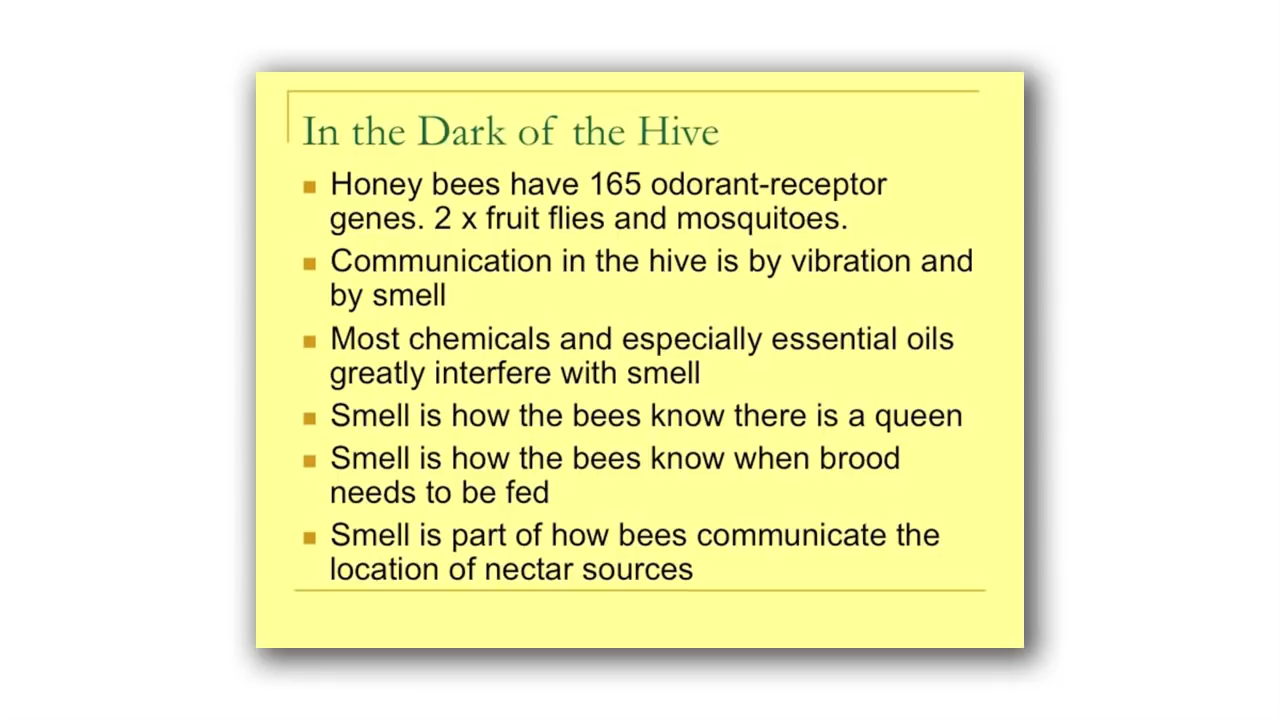 In the Dark of the Hive
Honey bees have 165 odorant-receptor
genes. 2 x fruit flies and mosquitoes.
Communication in the hive is by vibration and
by smell
Most chemicals and especially essential oils
greatly interfere with smell
Smell is how the bees know there is a queen
Smell is how the bees know when brood
needs to be fed
Smell is part of how bees communicate the
location of nectar sources